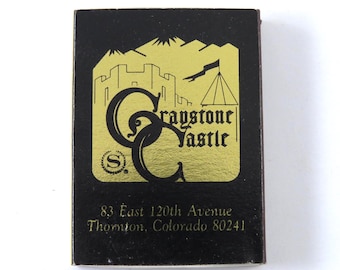 Graystone
Castle
S®
83 East 120th Avenue
Thornton, Colorado 80241